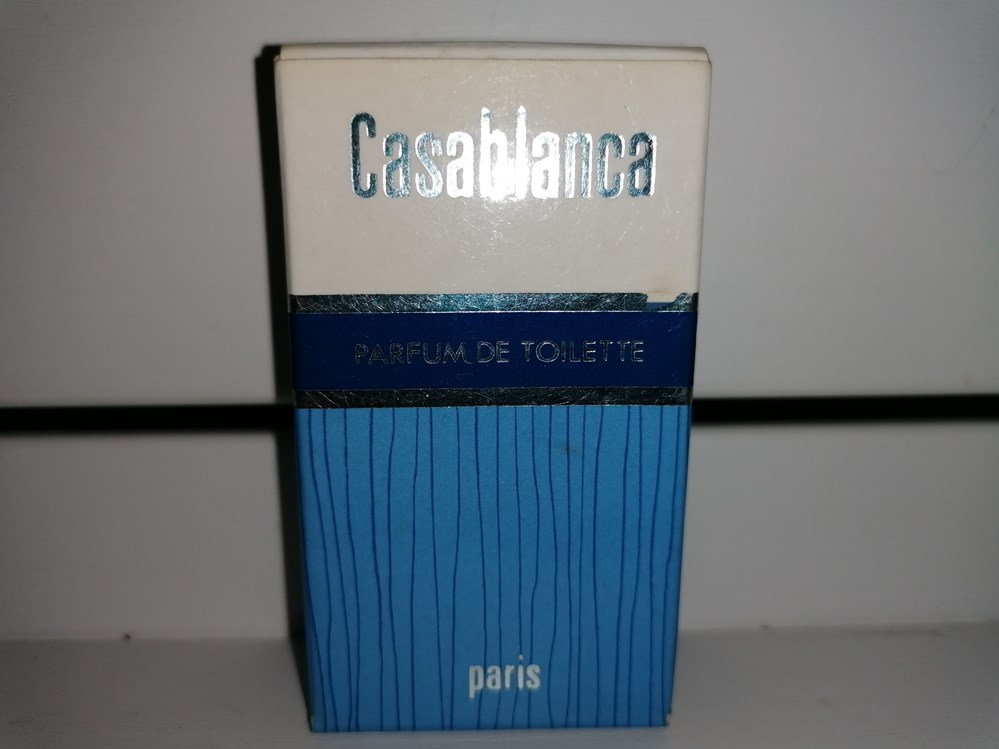 Casablanca
PARFUM DE TOILETTE
paris